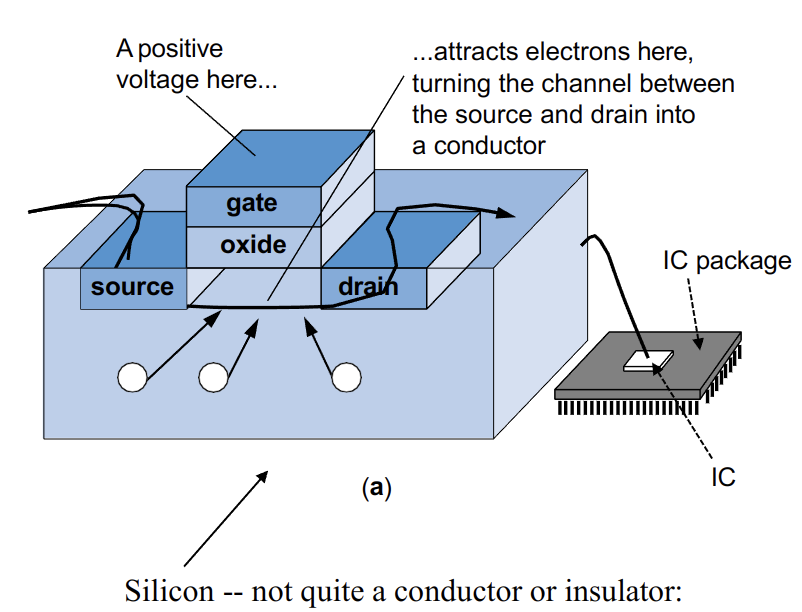 A positive
voltage here...
...attracts electrons here,
turning the channel between
the source and drain into
a conductor
gate
oxide
source
drain
IC package
IC
(a)
Silicon -- not quite a conductor or insulator: